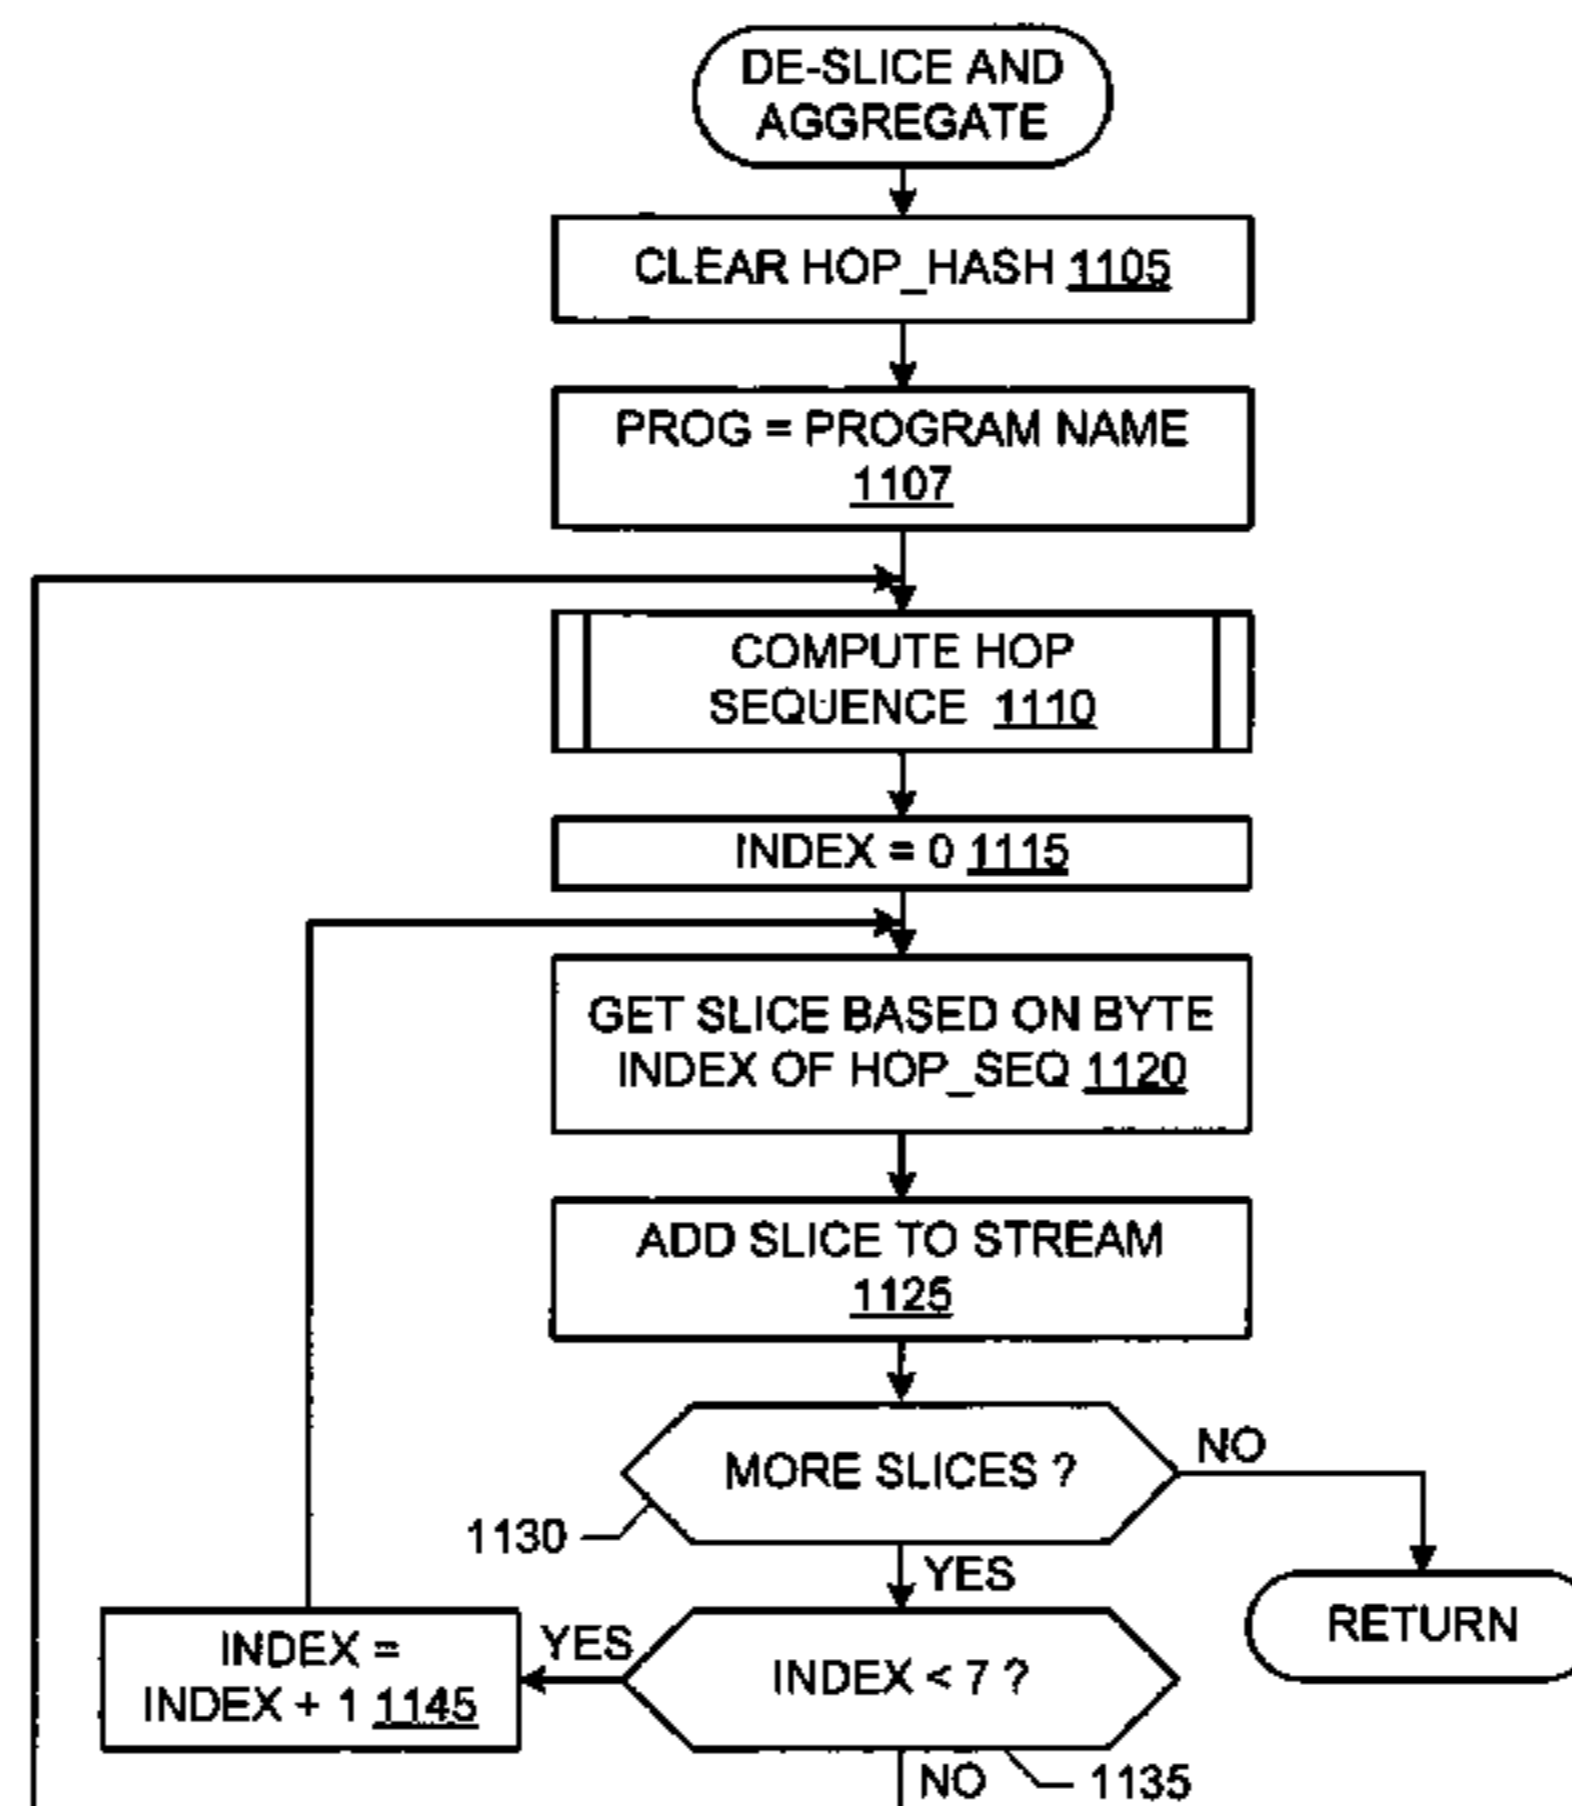 DE-SLICE AND
AGGREGATE
CLEAR HOP_HASH 1105
PROG = PROGRAM NAME
1107
COMPUTE HOP
SEQUENCE 1110
INDEX = 0 1115
GET SLICE BASED ON BYTE
INDEX OF HOP_SEQ 1120
ADD SLICE TO STREAM
1125
MORE SLICES ?
NO
1130
YES
RETURN
INDEX =
INDEX + 1 1145
YES
INDEX < 7 ?
NO
1135